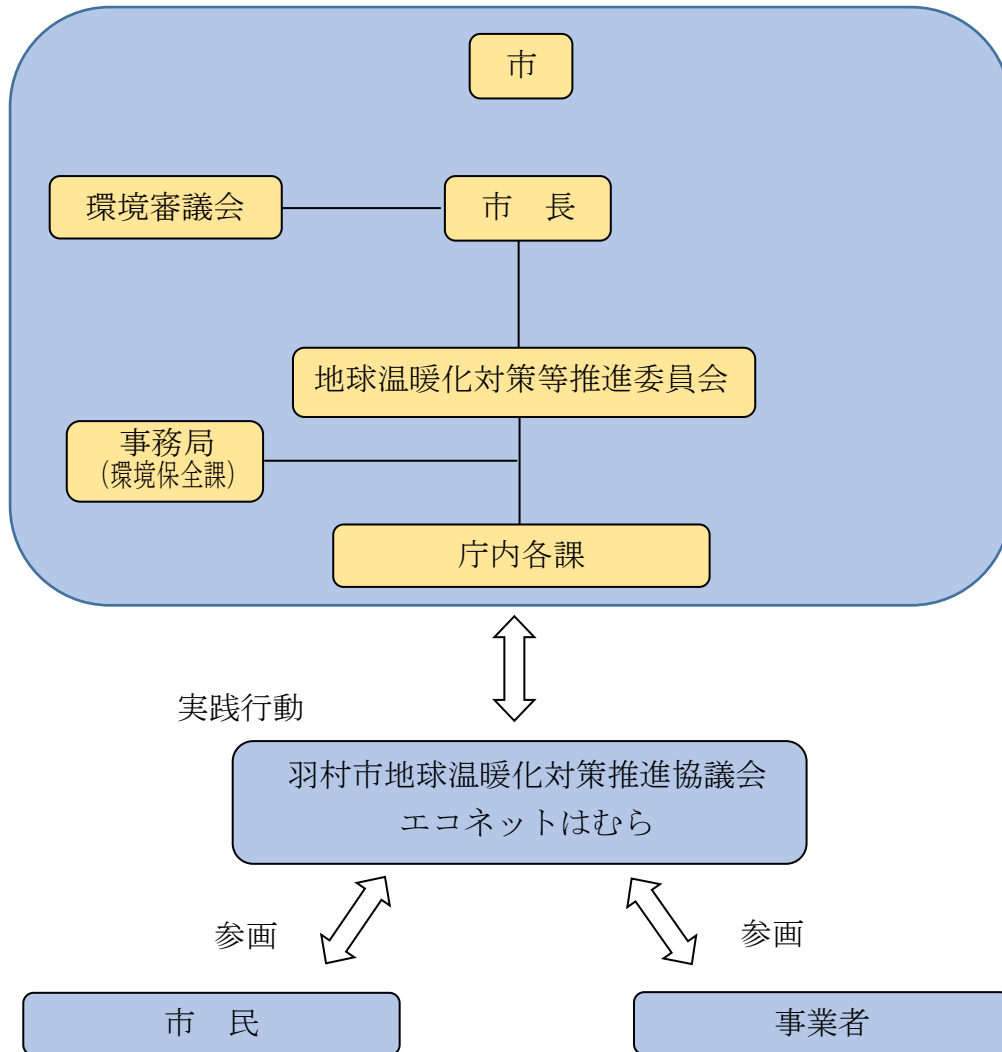 市
環境審議会
市　長
地球温暖化対策等推進委員会
事務局
(環境保全課)
庁内各課
実践行動
羽村市地球温暖化対策推進協議会
エコネットはむら
参画
参画
市　民
事業者